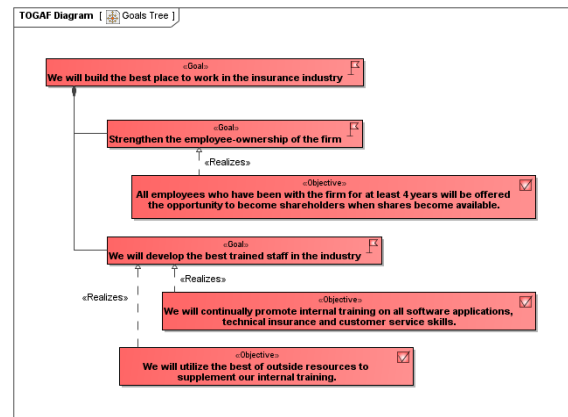 TOGAF Diagram [ Goals Tree ]
«Goal»
We will build the best place to work in the insurance industry
«Goal»
Strengthen the employee-ownership of the firm
«Realizes»
«Objective»
All employees who have been with the firm for at least 4 years will be offered
the opportunity to become shareholders when shares become available.
«Goal»
We will develop the best trained staff in the industry
«Realizes»
«Realizes»
«Objective»
We will continually promote internal training on all software applications,
technical insurance and customer service skills.
«Objective»
We will utilize the best of outside resources to
supplement our internal training.